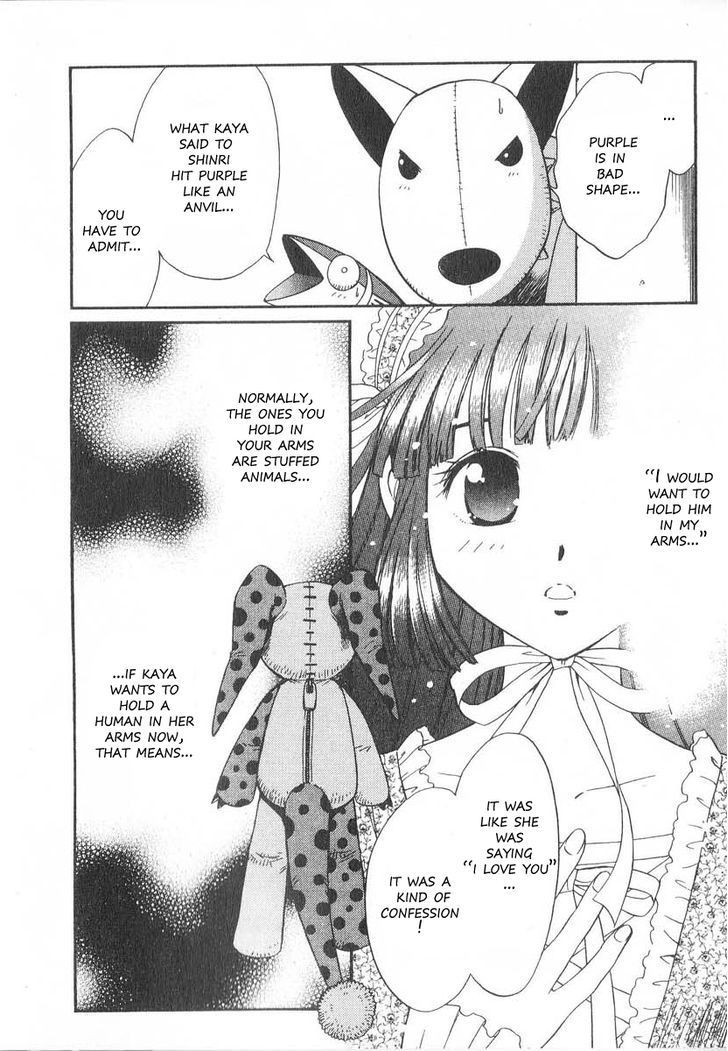 ...
PURPLE
IS IN
BAD
SHAPE...
WHAT KAYA
SAID TO
SHINRI
HIT PURPLE
LIKE AN
ANVIL...
YOU
HAVE TO
ADMIT...
"I WOULD
WANT TO
HOLD HIM
IN MY
ARMS..."
NORMALLY,
THE ONES YOU
HOLD IN
YOUR ARMS
ARE STUFFED
ANIMALS...
...IF KAYA
WANTS TO
HOLD A
HUMAN IN HER
ARMS NOW,
THAT MEANS...
IT WAS
LIKE SHE
WAS
SAYING
"I LOVE YOU"
...
IT WAS A
KIND OF
CONFESSION
!